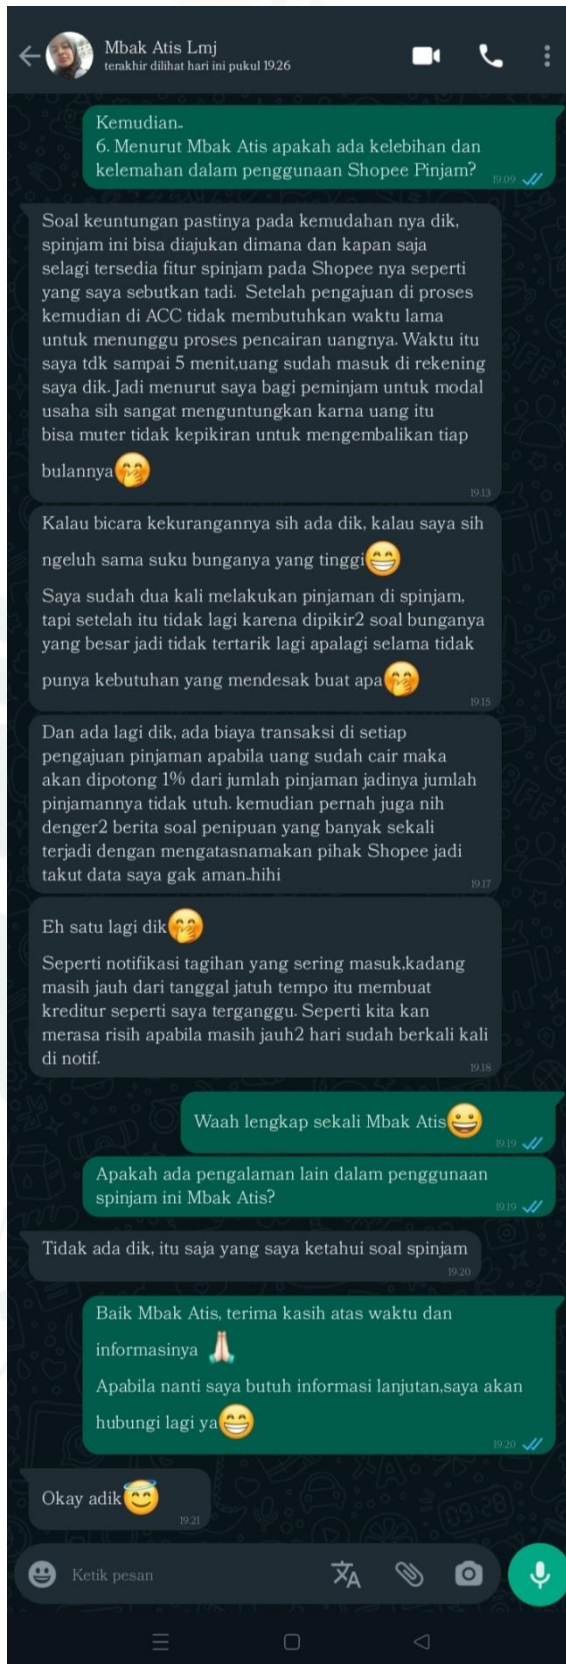 Mbak Atis Lmj
terakhir dilihat hari ini pukul 19.26
Kemudian..
6. Menurut Mbak Atis apakah ada kelebihan dan
kelemahan dalam penggunaan Shopee Pinjam?
19.09
Soal keuntungan pastinya pada kemudahan nya dik,
spinjam ini bisa diajukan dimana dan kapan saja
selagi tersedia fitur spinjam pada Shopee nya seperti
yang saya sebutkan tadi. Setelah pengajuan di proses
kemudian di ACC tidak membutuhkan waktu lama
untuk menunggu proses pencairan uangnya. Waktu itu
saya tdk sampai 5 menit,uang sudah masuk di rekening
saya dik. Jadi menurut saya bagi peminjam untuk modal
usaha sih sangat menguntungkan karna uang itu
bisa muter tidak kepikiran untuk mengembalikan tiap
bulannya🤭
19.13
Kalau bicara kekurangannya sih ada dik, kalau saya sih
ngeluh sama suku bunganya yang tinggi😁
Saya sudah dua kali melakukan pinjaman di spinjam,
tapi setelah itu tidak lagi karena dipikir2 soal bunganya
yang besar jadi tidak tertarik lagi apalagi selama tidak
punya kebutuhan yang mendesak buat apa🤭
19.15
Dan ada lagi dik, ada biaya transaksi di setiap
pengajuan pinjaman apabila uang sudah cair maka
akan dipotong 1% dari jumlah pinjaman jadinya jumlah
pinjamannya tidak utuh. kemudian pernah juga nih
denger2 berita soal penipuan yang banyak sekali
terjadi dengan mengatasnamakan pihak Shopee jadi
takut data saya gak aman..hihi
19.17
Eh satu lagi dik🤭
Seperti notifikasi tagihan yang sering masuk,kadang
masih jauh dari tanggal jatuh tempo itu membuat
kreditur seperti saya terganggu. Seperti kita kan
merasa risih apabila masih jauh2 hari sudah berkali kali
di notif.
19.18
Waah lengkap sekali Mbak Atis😀
19.19
Apakah ada pengalaman lain dalam penggunaan
spinjam ini Mbak Atis?
19.19
Tidak ada dik, itu saja yang saya ketahui soal spinjam
19.20
Baik Mbak Atis, terima kasih atas waktu dan
informasinya 🙏🏻
Apabila nanti saya butuh informasi lanjutan,saya akan
hubungi lagi ya😁
19.20
Okay adik😇
19.21
Ketik pesan